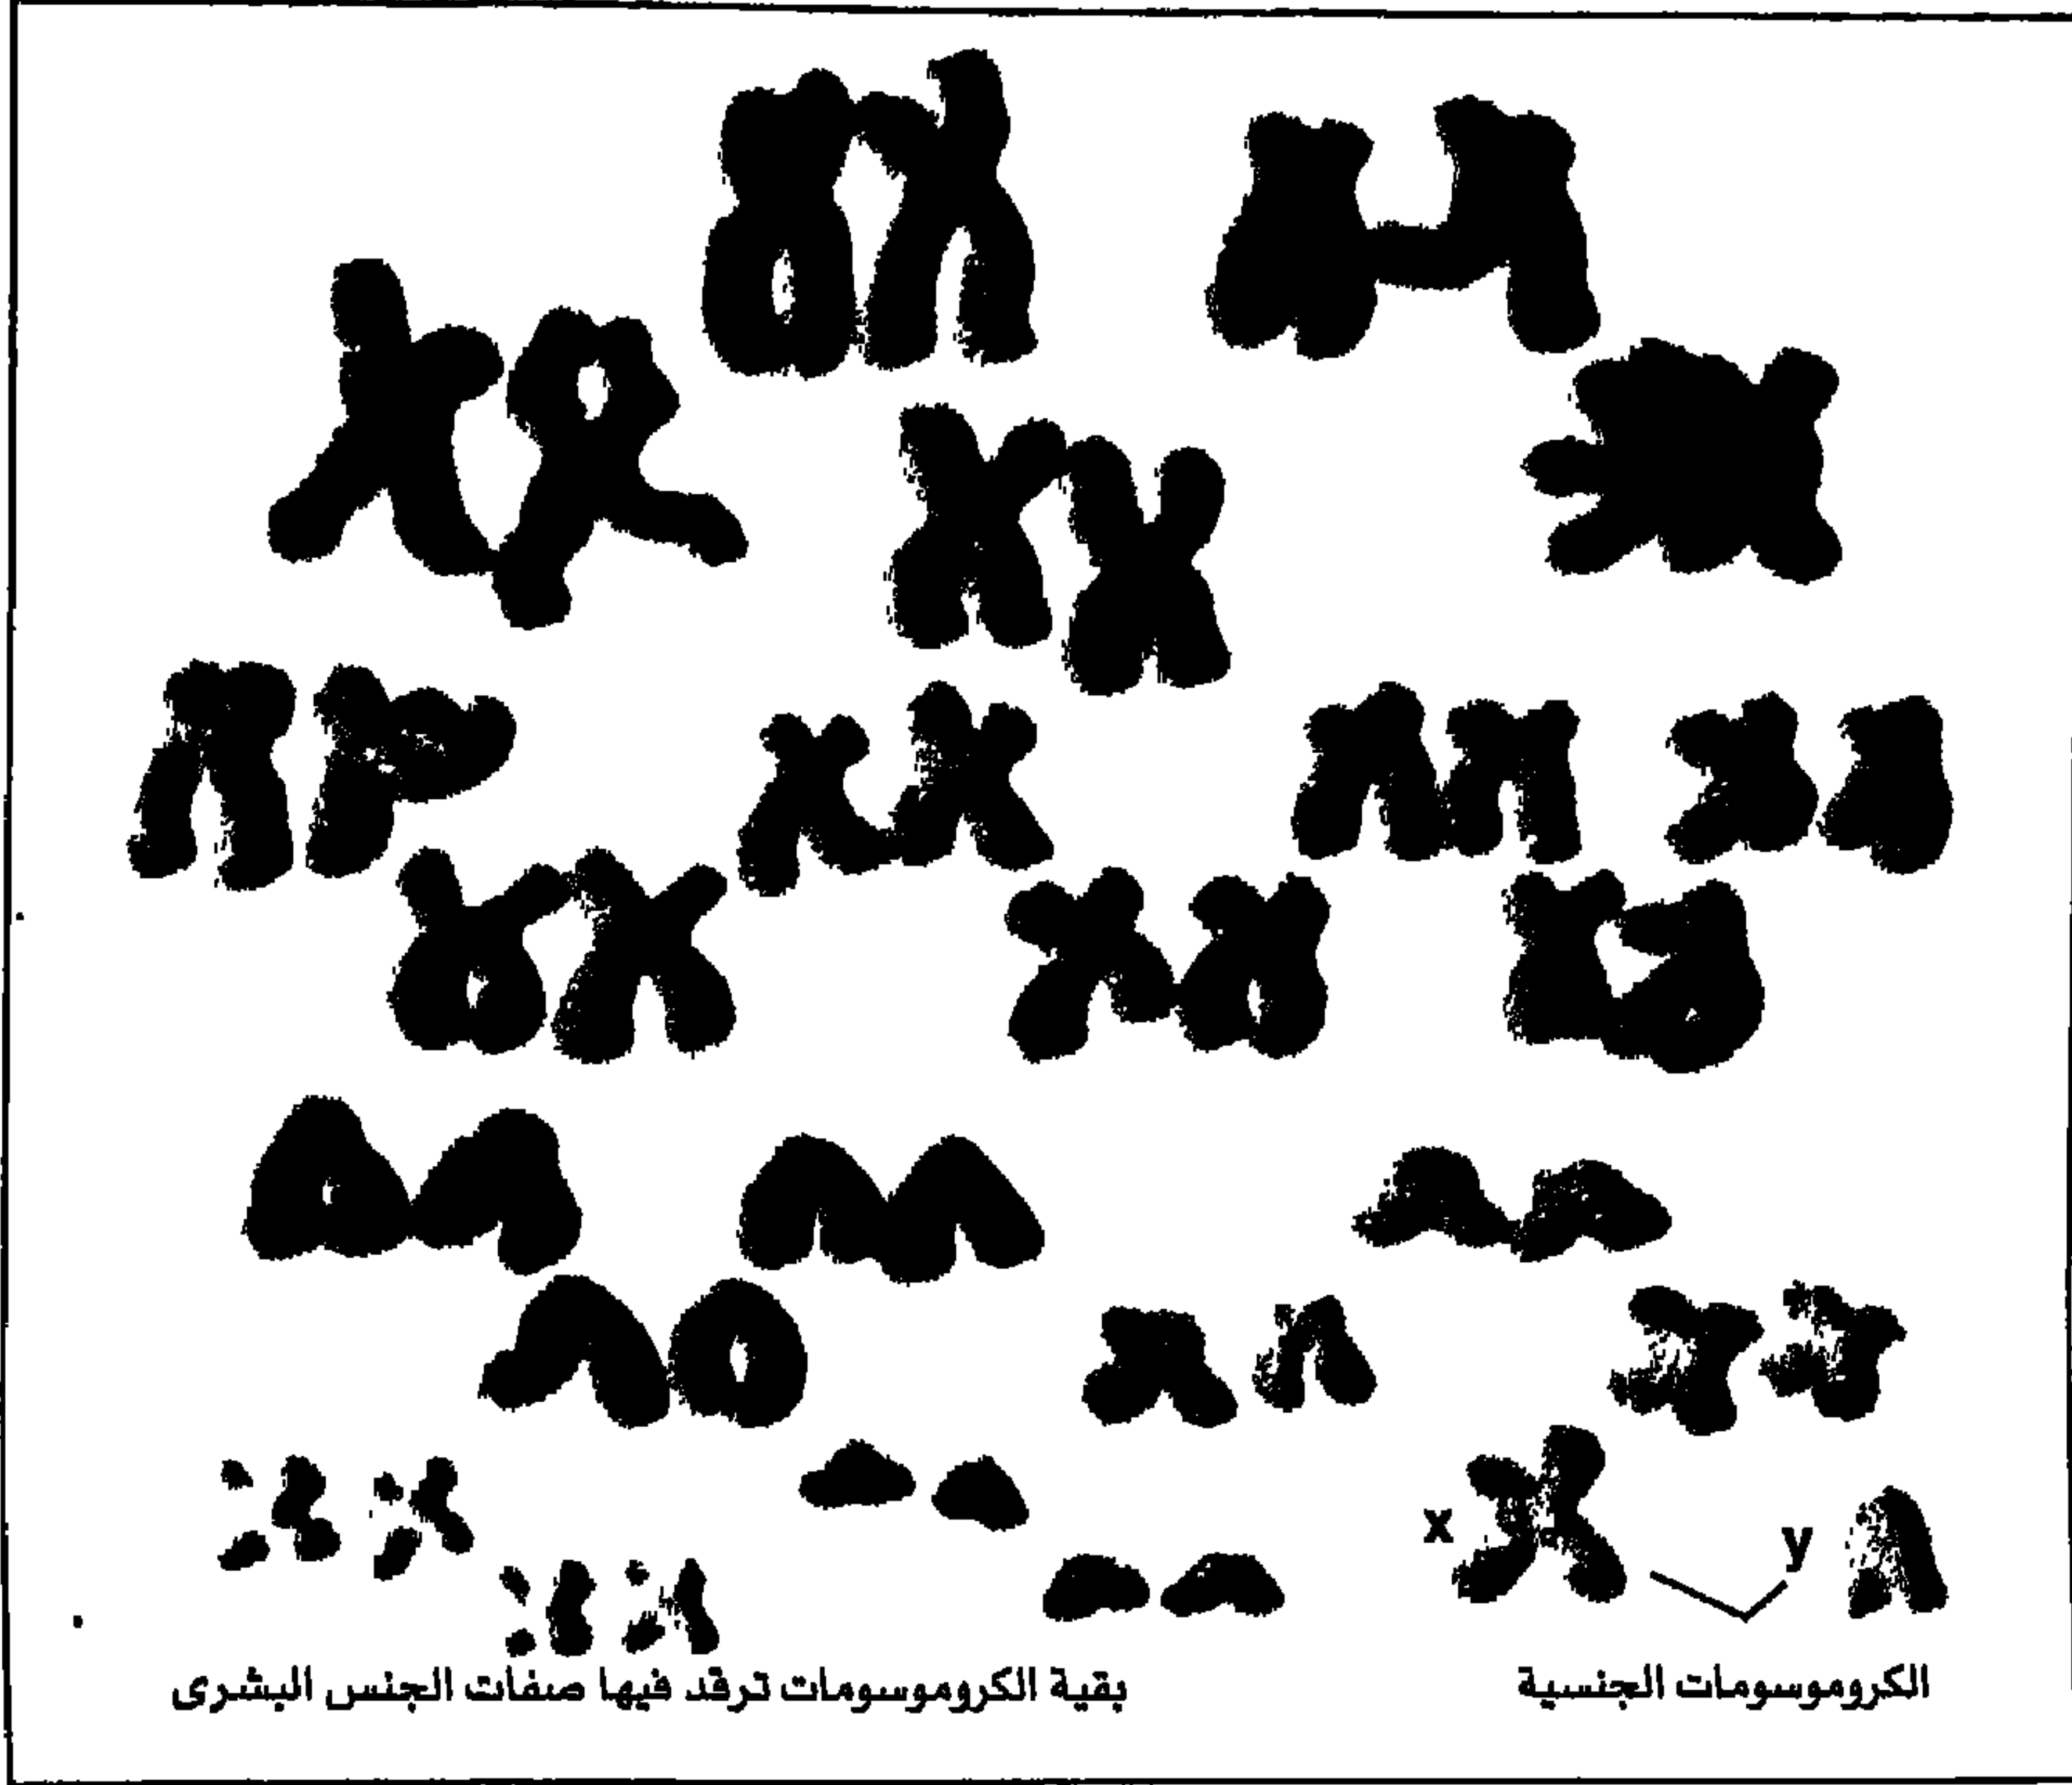 x
y
الكروموسومات الجنسية
بقية الكروموسومات ترقد فيها صفات الجنس البشرى